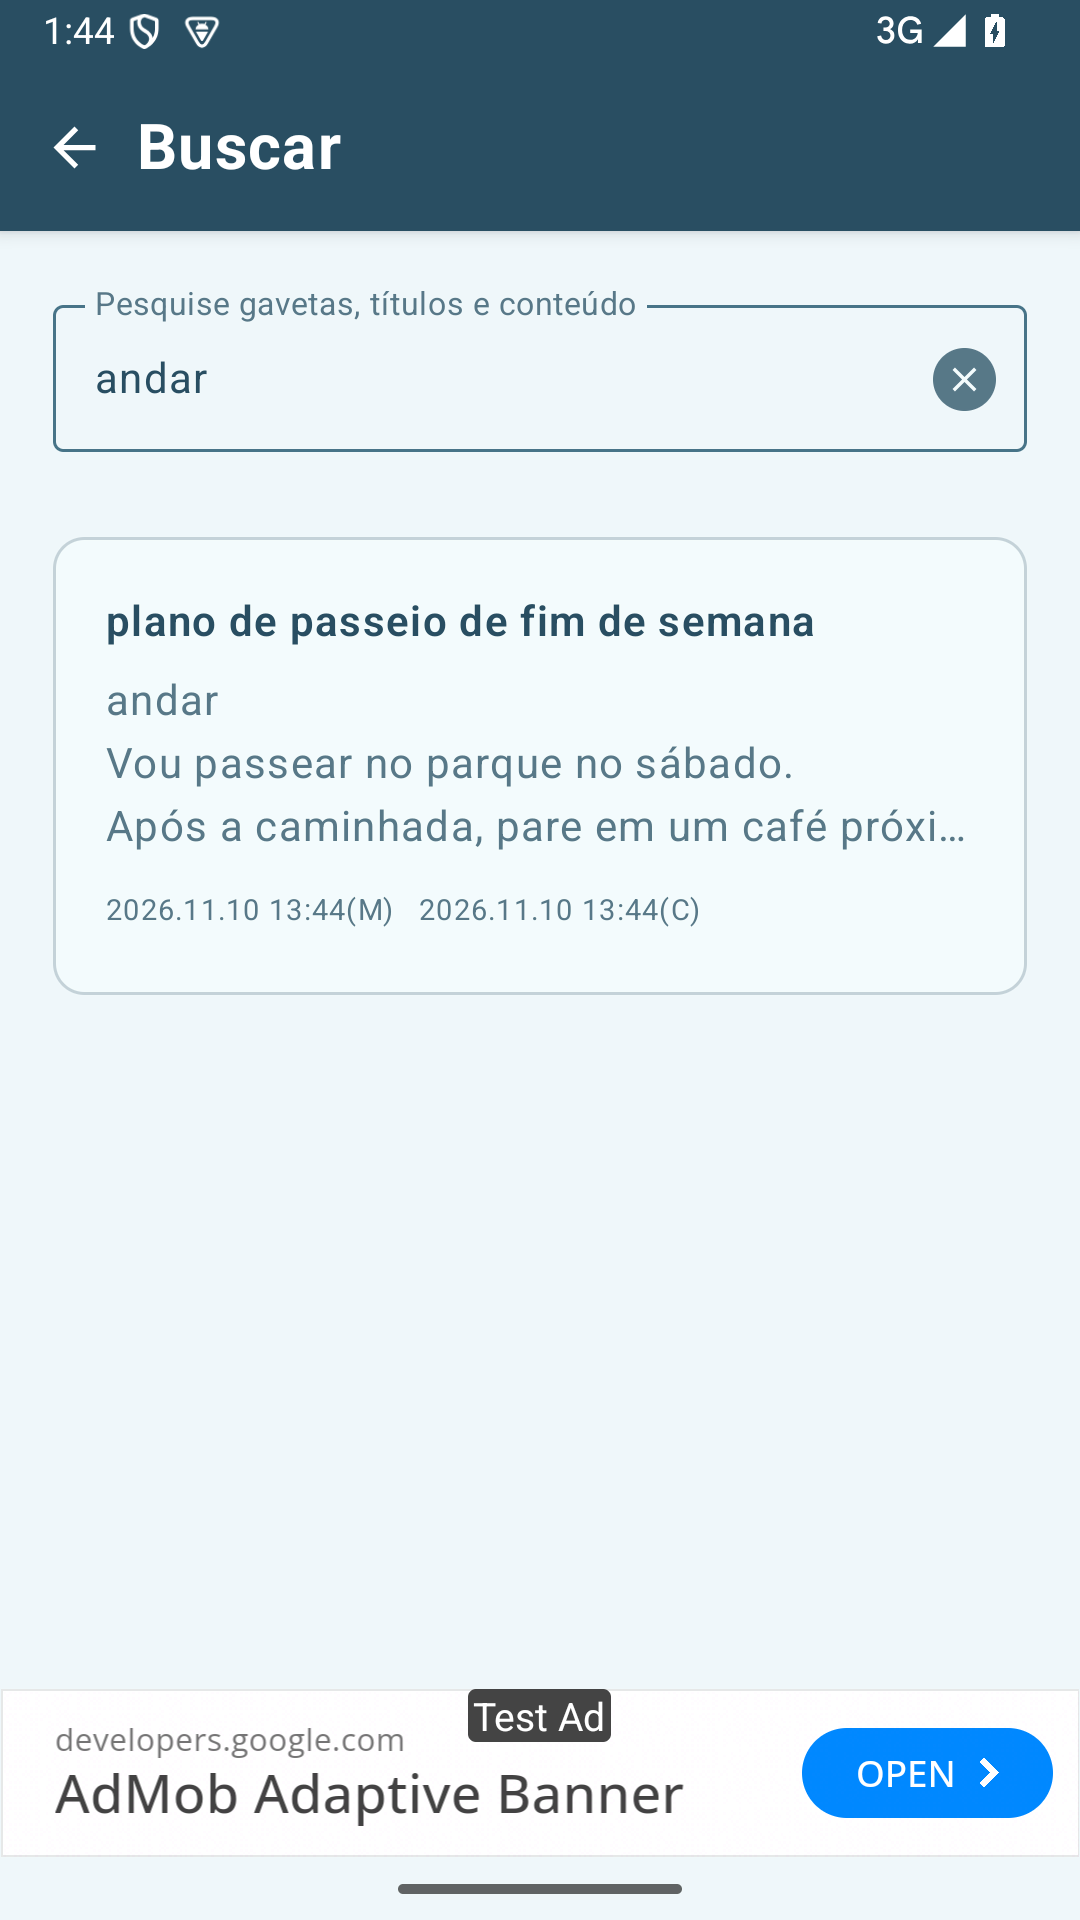 1:44
3G
Buscar
Pesquise gavetas, títulos e conteúdo
andar
plano de passeio de fim de semana
andar
Vou passear no parque no sábado.
Após a caminhada, pare em um café próxi...
2026.11.10 13:44(M) 2026.11.10 13:44(C)
Test Ad
developers.google.com
AdMob Adaptive Banner
OPEN